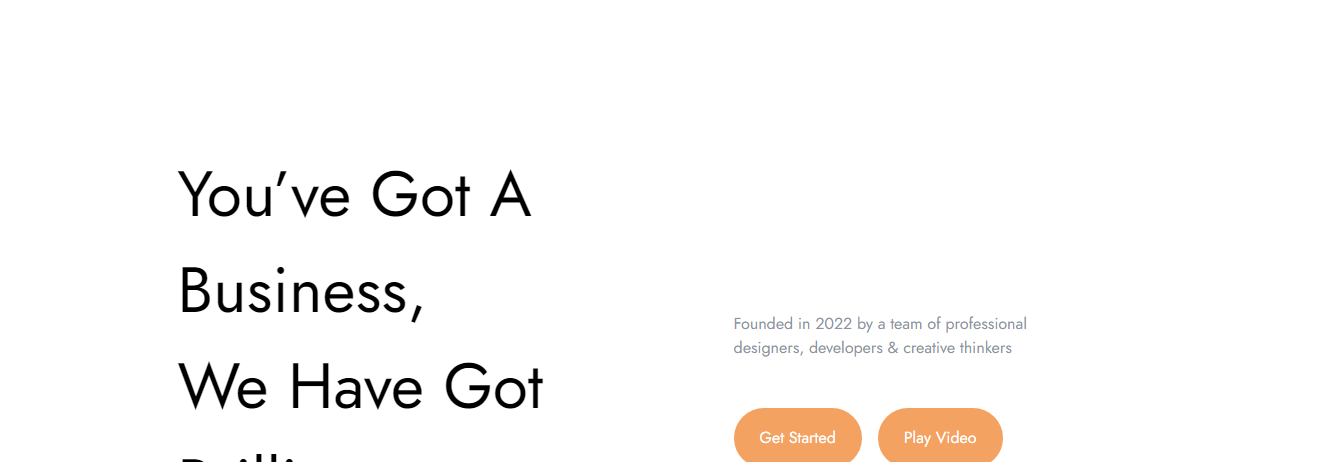 You’ve Got A
Business,
We Have Got
Founded in 2022 by a team of professional
designers, developers & creative thinkers
Get Started
Play Video